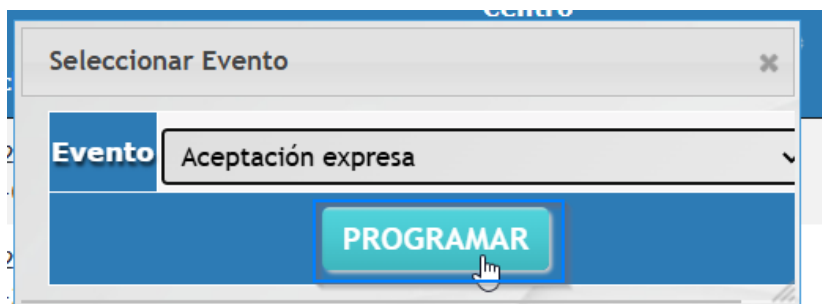 Centro
Seleccionar Evento
Evento
Aceptación expresa
PROGRAMAR